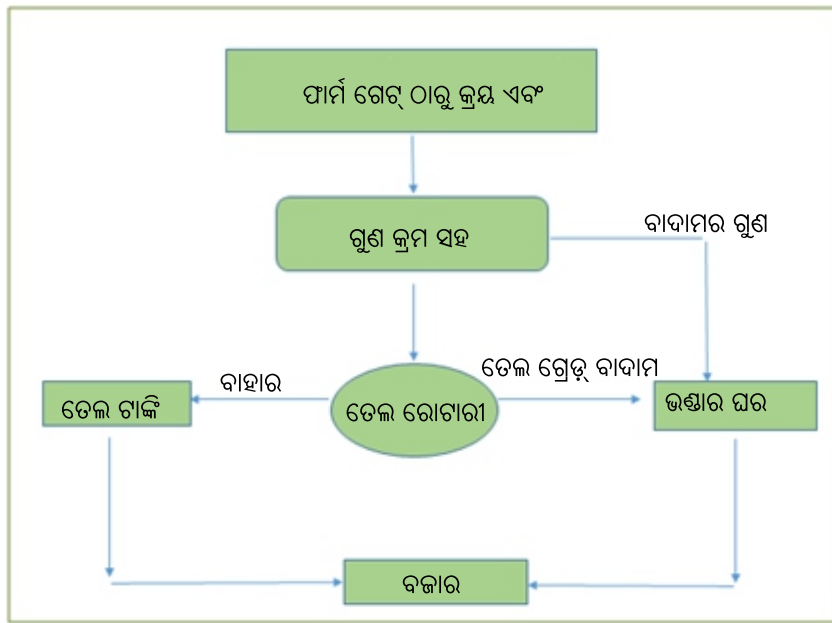 ଫାର୍ମ ଗେଟ୍ ଠାରୁ କ୍ରୟ ଏବଂ
ଗୁଣ କ୍ରମ ସହ
ବାଦାମର ଗୁଣ
ତେଲ ଗ୍ରେଡ଼୍ ବାଦାମ
ବାହାର
ତେଲ ଟାଙ୍କି
ତେଲ ରୋଟାରୀ
ଭଣ୍ଡାର ଘର
ବଜାର